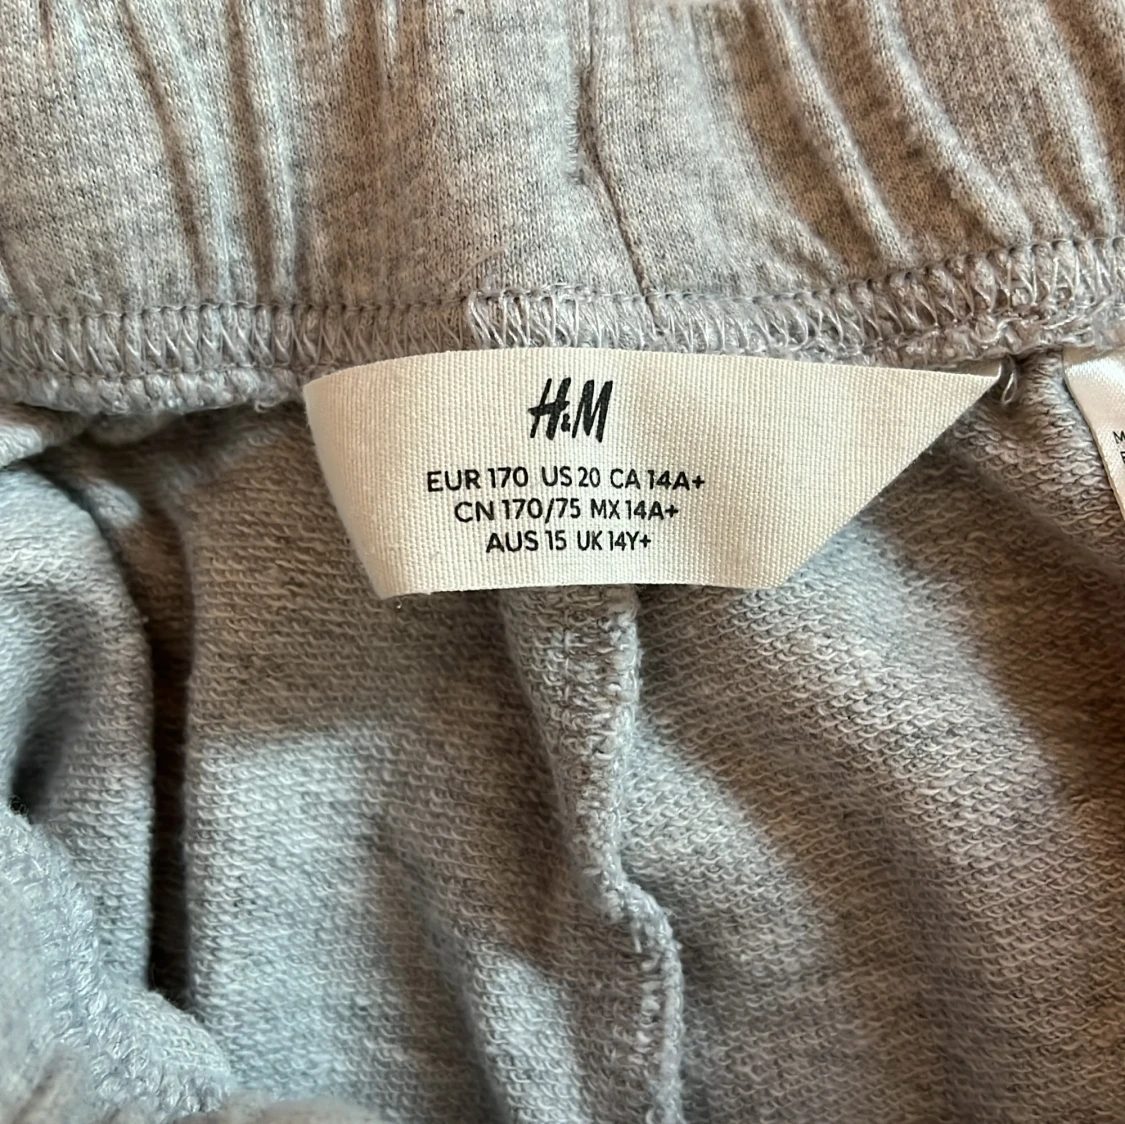 H&M
EUR 170 US 20 CA 14A+
CN 170/75 MX 14A+
AUS 15 UK 14Y+